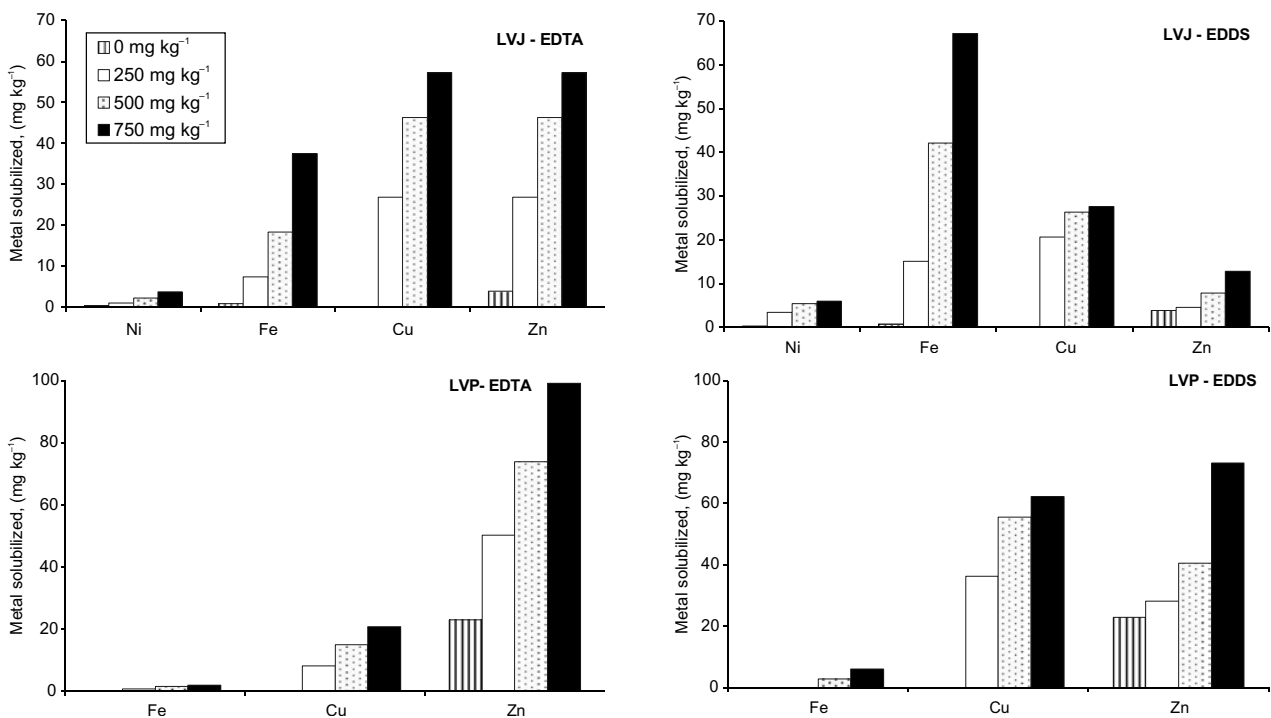 Metal solubilized, (mg kg⁻¹)
70
60
50
40
30
20
10
0
0 mg kg⁻¹
250 mg kg⁻¹
500 mg kg⁻¹
750 mg kg⁻¹
LVJ - EDTA
Ni Fe Cu Zn
Metal solubilized, (mg kg⁻¹)
70
60
50
40
30
20
10
0
LVJ - EDDS
Ni Fe Cu Zn
Metal solubilized, (mg kg⁻¹)
100
80
60
40
20
0
LVP- EDTA
Fe Cu Zn
Metal solubilized, (mg kg⁻¹)
100
80
60
40
20
0
LVP - EDDS
Fe Cu Zn